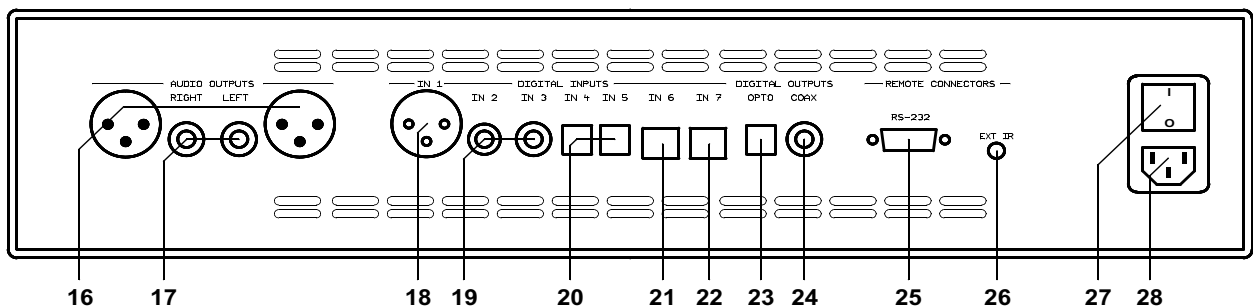 AUDIO OUTPUTS
RIGHT LEFT
IN 1 DIGITAL INPUTS
IN 2 IN 3 IN 4 IN 5 IN 6 IN 7
DIGITAL OUTPUTS
OPTO COAX
REMOTE CONNECTORS
RS-232
EXT IR
I
O
16 17 18 19 20 21 22 23 24 25 26 27 28